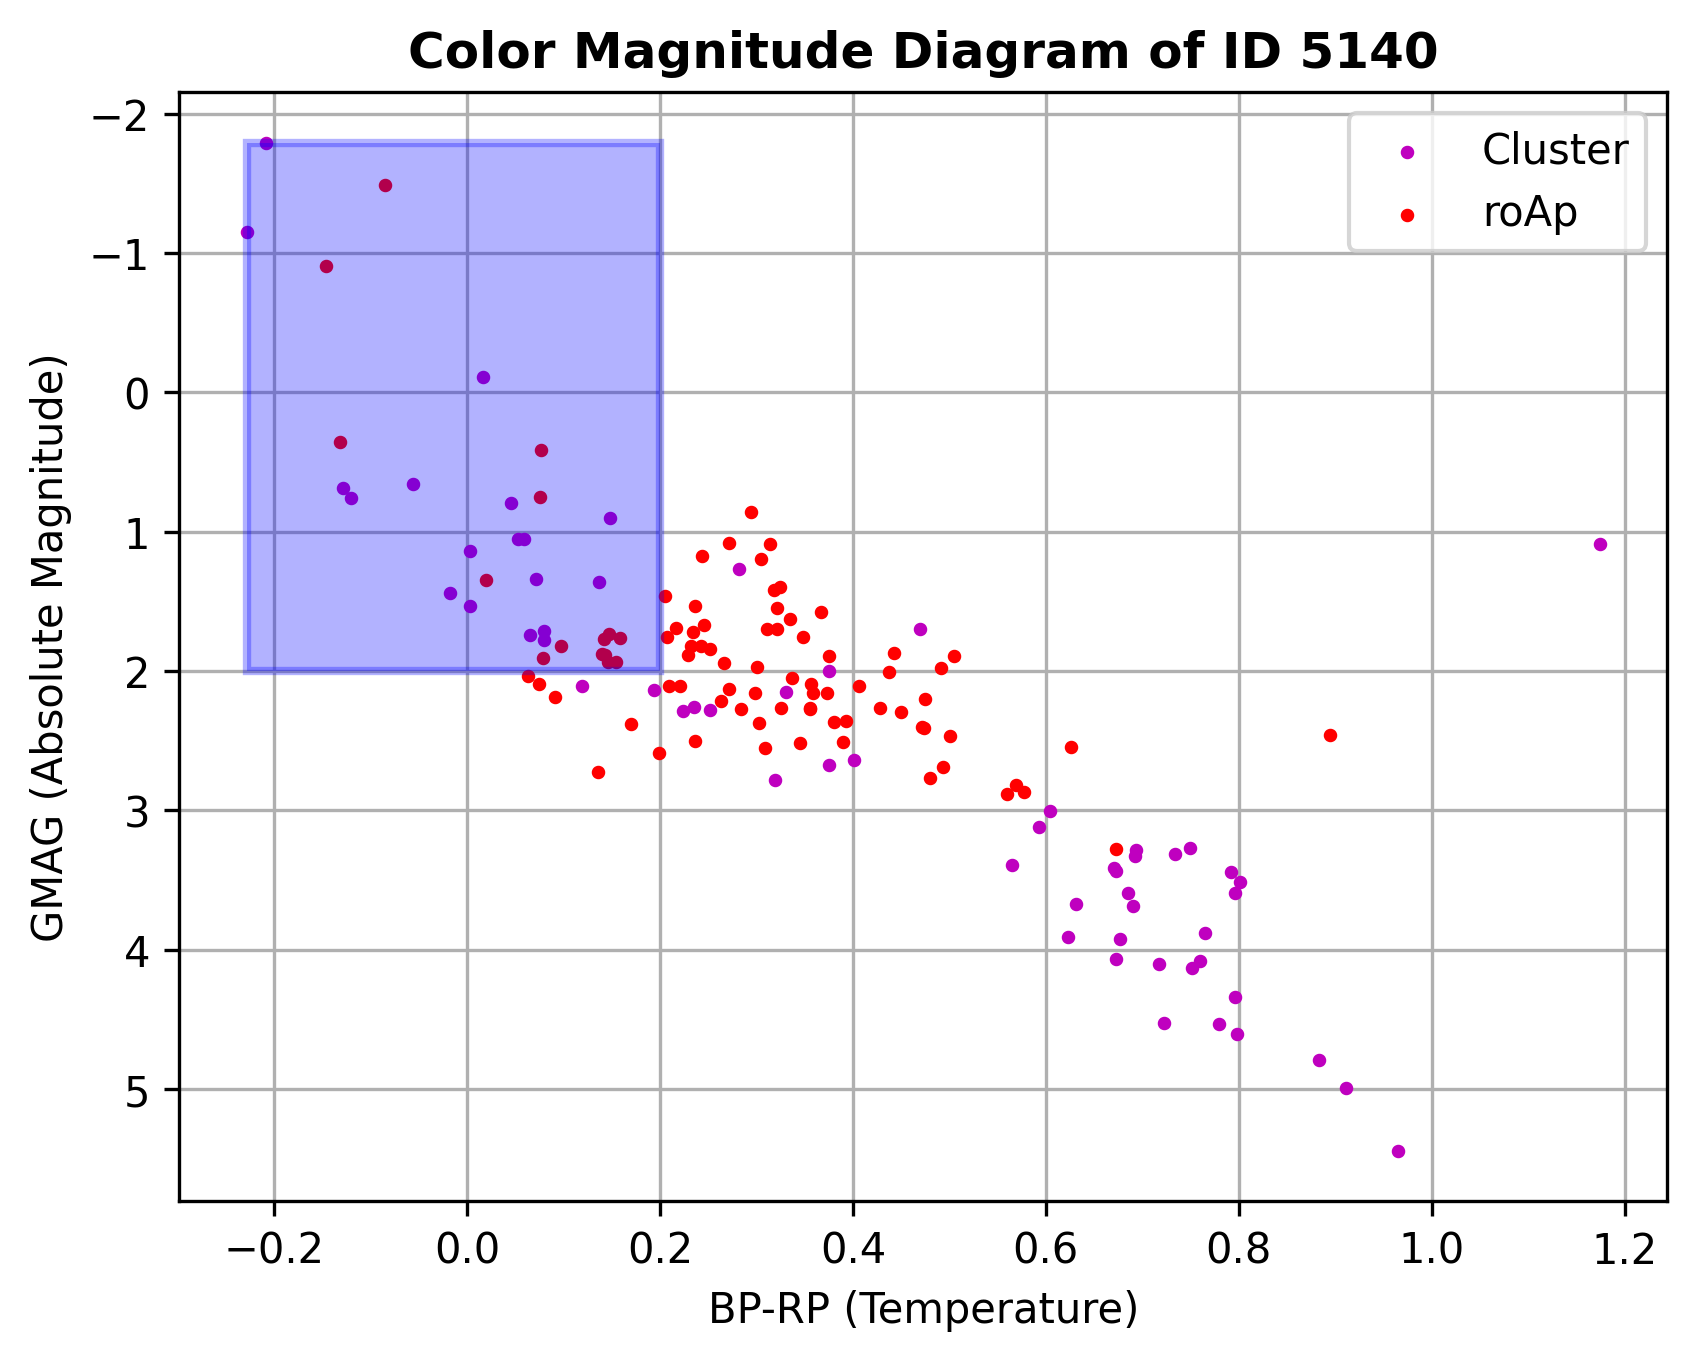 Color Magnitude Diagram of ID 5140
Cluster
roAp
−2
−1
0
1
2
3
4
5
GMAG (Absolute Magnitude)
−0.2 0.0 0.2 0.4 0.6 0.8 1.0 1.2
BP-RP (Temperature)